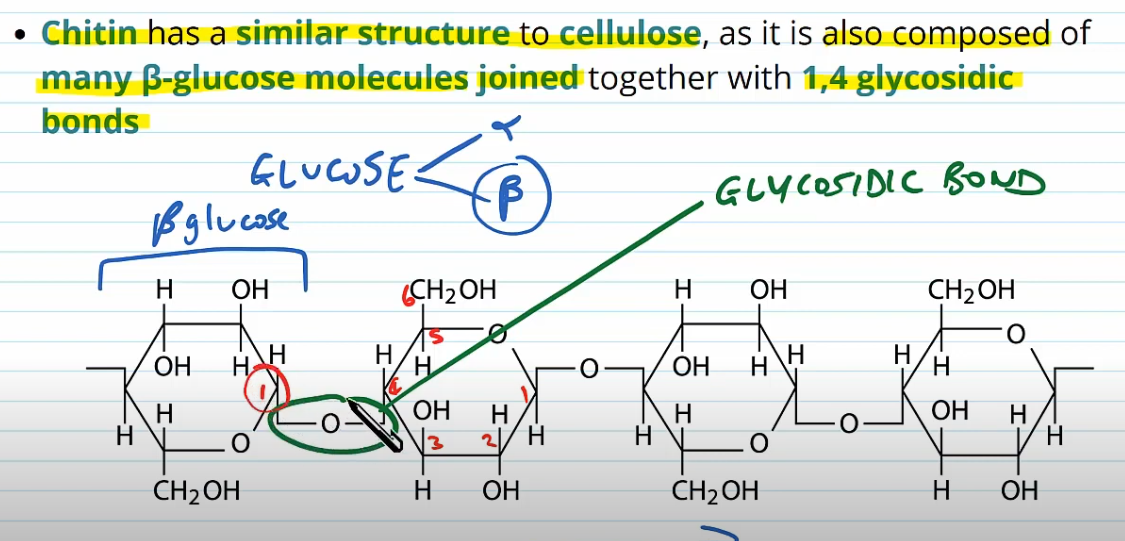 • Chitin has a similar structure to cellulose, as it is also composed of
many β-glucose molecules joined together with 1,4 glycosidic
bonds
GLUCOSE α
β
GLYCOSIDIC BOND
β glucose
H OH 6 CH₂OH H OH CH₂OH
5 O O
OH H H H H O OH H H H H
1 4 1
H OH H H OH H
H O O 3 2 H H O O H
CH₂OH H OH CH₂OH H OH